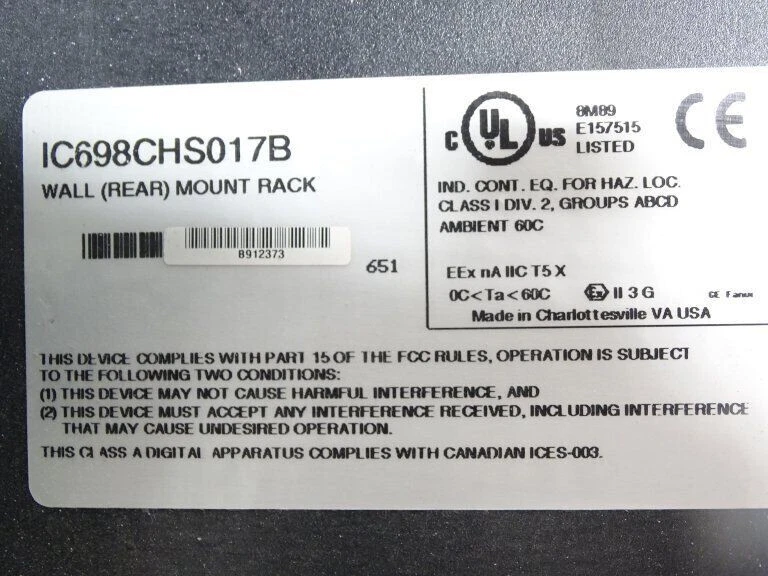 IC698CHS017B
WALL (REAR) MOUNT RACK
B912373
651
C UL US
8M89
E157515
LISTED
CE
IND. CONT. EQ. FOR HAZ. LOC.
CLASS I DIV. 2, GROUPS ABCD
AMBIENT 60C
EEx nA IIC T5 X
0C<Ta<60C Ex II 3 G GE Fanuc
Made in Charlottesville VA USA
THIS DEVICE COMPLIES WITH PART 15 OF THE FCC RULES, OPERATION IS SUBJECT
TO THE FOLLOWING TWO CONDITIONS:
(1) THIS DEVICE MAY NOT CAUSE HARMFUL INTERFERENCE, AND
(2) THIS DEVICE MUST ACCEPT ANY INTERFERENCE RECEIVED, INCLUDING INTERFERENCE
THAT MAY CAUSE UNDESIRED OPERATION.
THIS CLASS A DIGITAL APPARATUS COMPLIES WITH CANADIAN ICES-003.